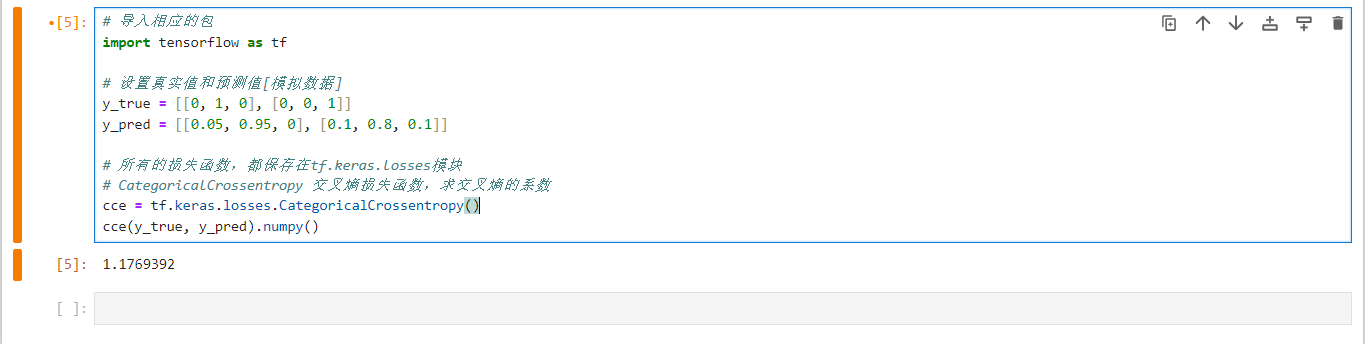 [5]: # 导入相应的包
import tensorflow as tf
# 设置真实值和预测值[模拟数据]
y_true = [[0, 1, 0], [0, 0, 1]]
y_pred = [[0.05, 0.95, 0], [0.1, 0.8, 0.1]]
# 所有的损失函数，都保存在tf.keras.losses模块
# CategoricalCrossentropy 交叉熵损失函数，求交叉熵的系数
cce = tf.keras.losses.CategoricalCrossentropy()
cce(y_true, y_pred).numpy()
[5]: 1.1769392
[ ]: